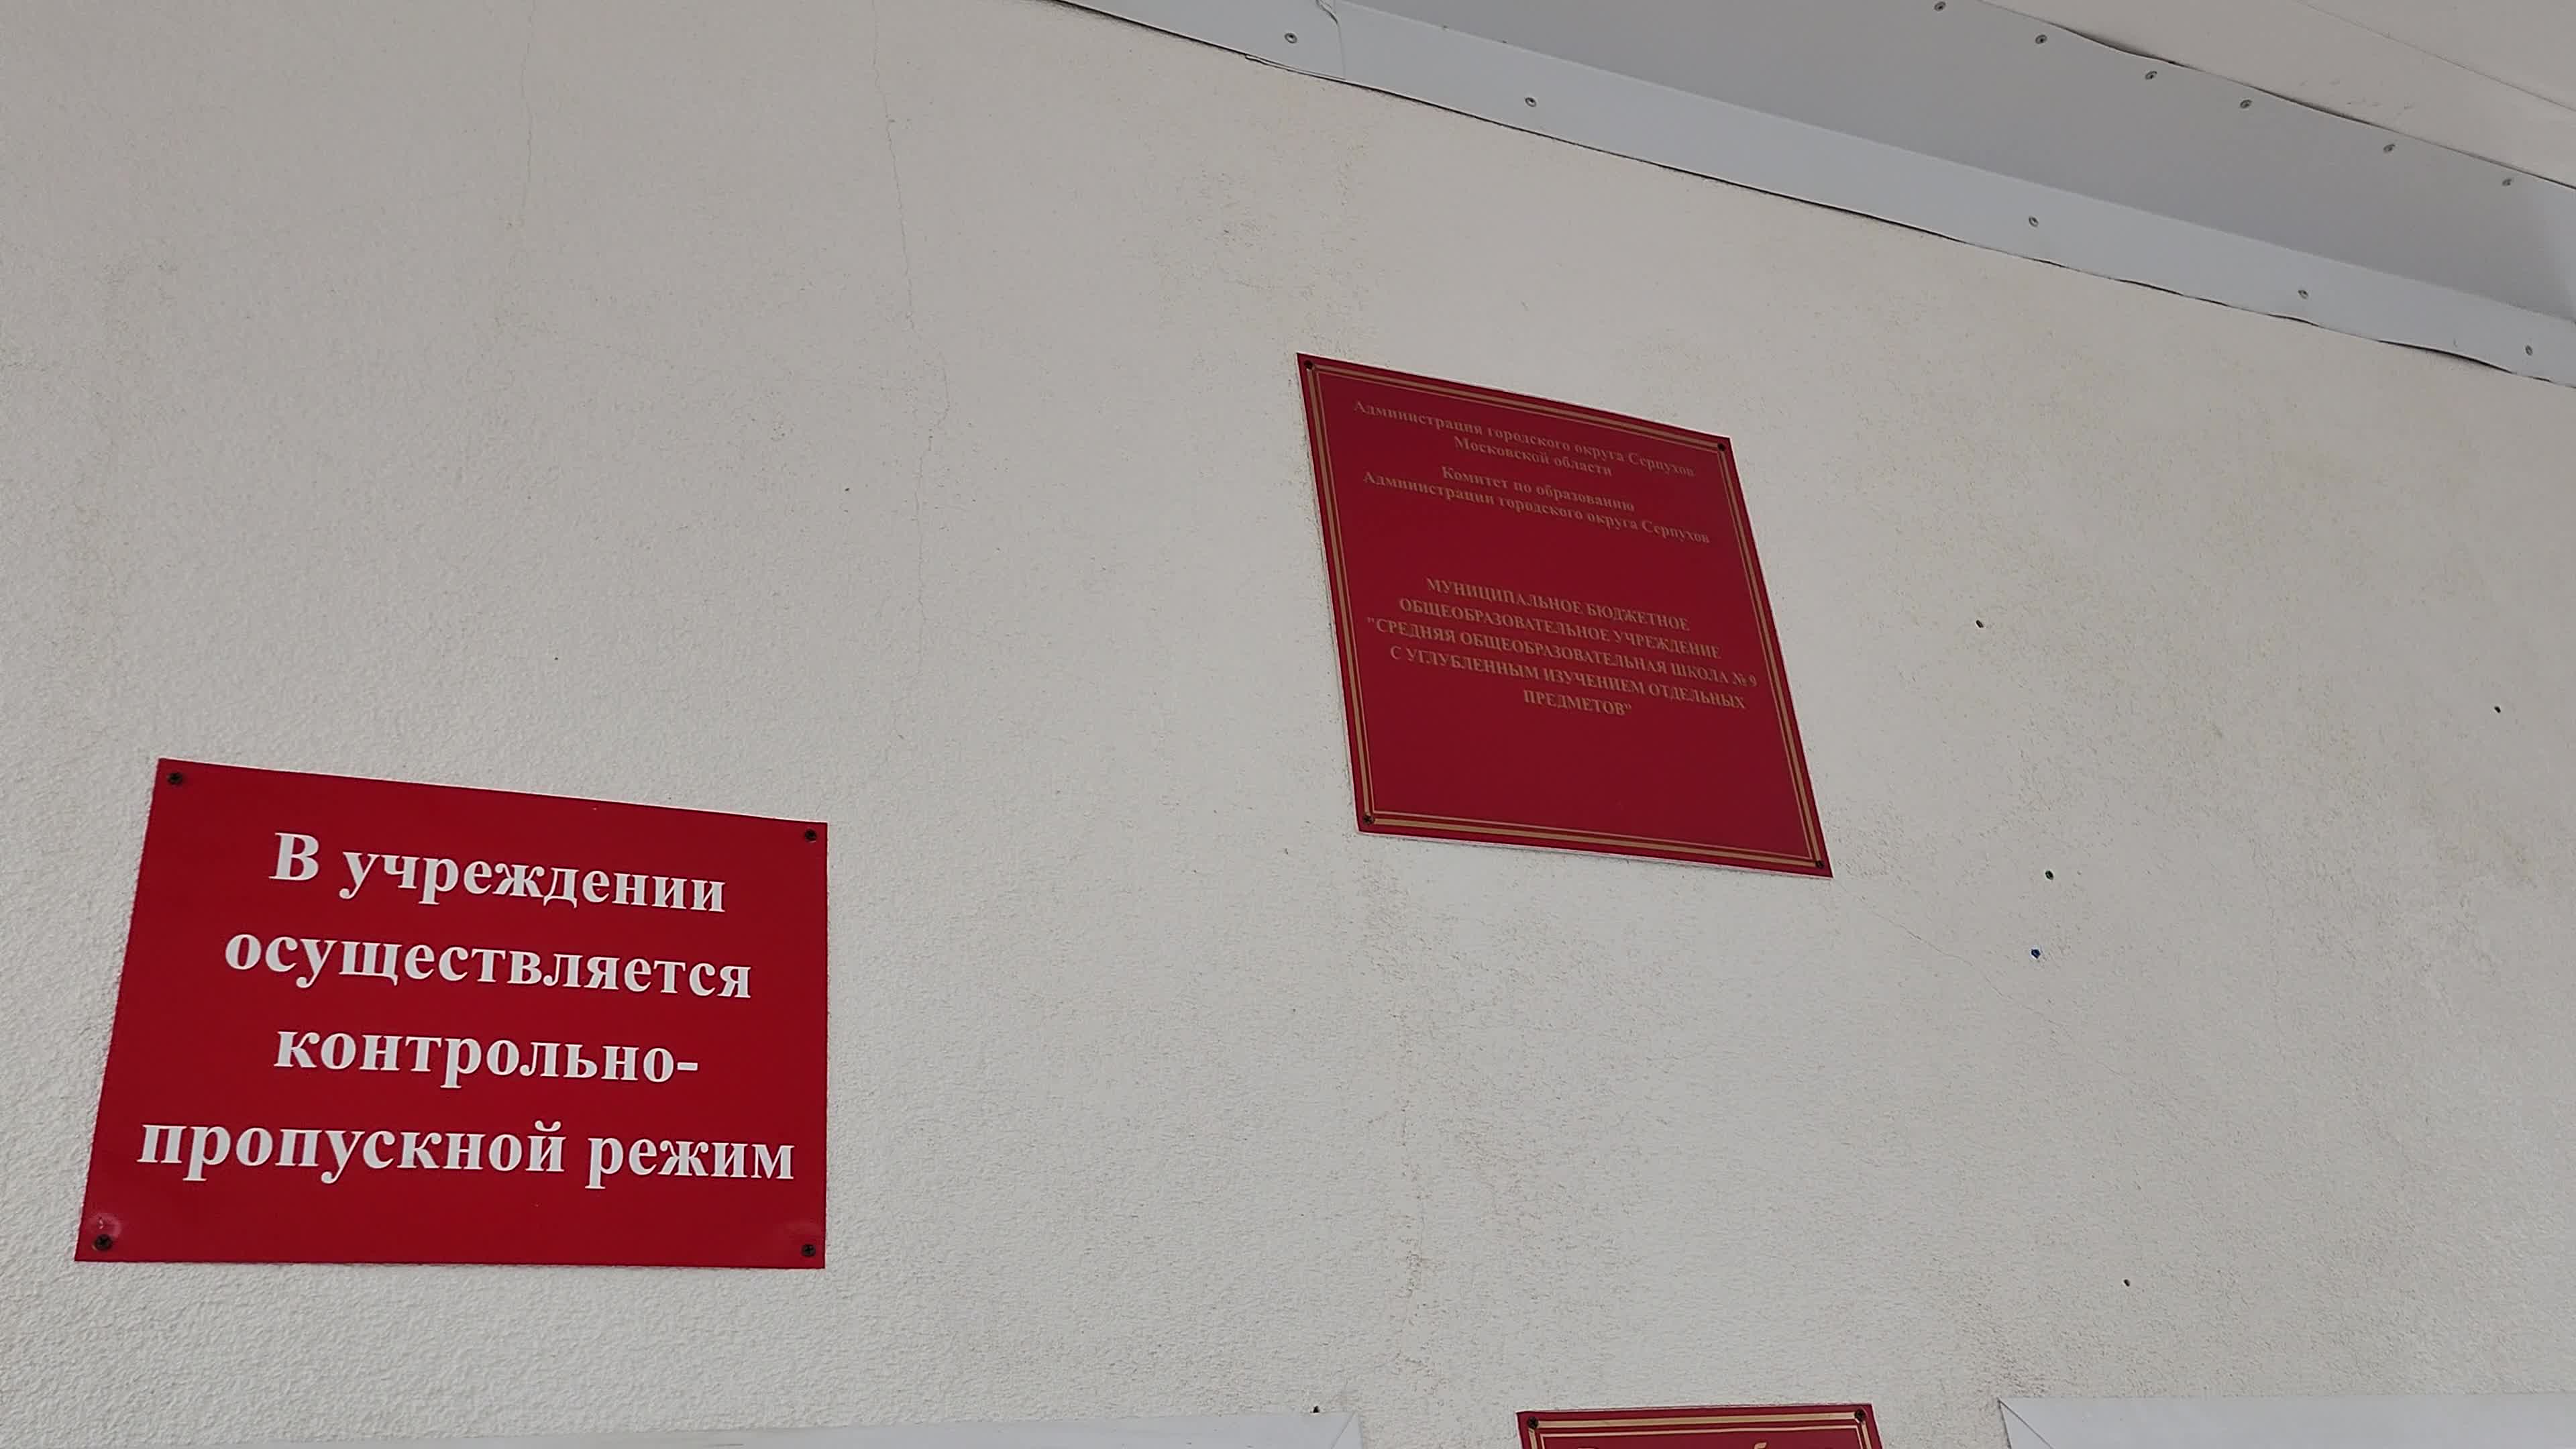 Администрация городского округа Серпухов
Московской области
Комитет по образованию
Администрации городского округа Серпухов
МУНИЦИПАЛЬНОЕ БЮДЖЕТНОЕ
ОБЩЕОБРАЗОВАТЕЛЬНОЕ УЧРЕЖДЕНИЕ
"СРЕДНЯЯ ОБЩЕОБРАЗОВАТЕЛЬНАЯ ШКОЛА № 9
С УГЛУБЛЕННЫМ ИЗУЧЕНИЕМ ОТДЕЛЬНЫХ
ПРЕДМЕТОВ"
В учреждении
осуществляется
контрольно-
пропускной режим